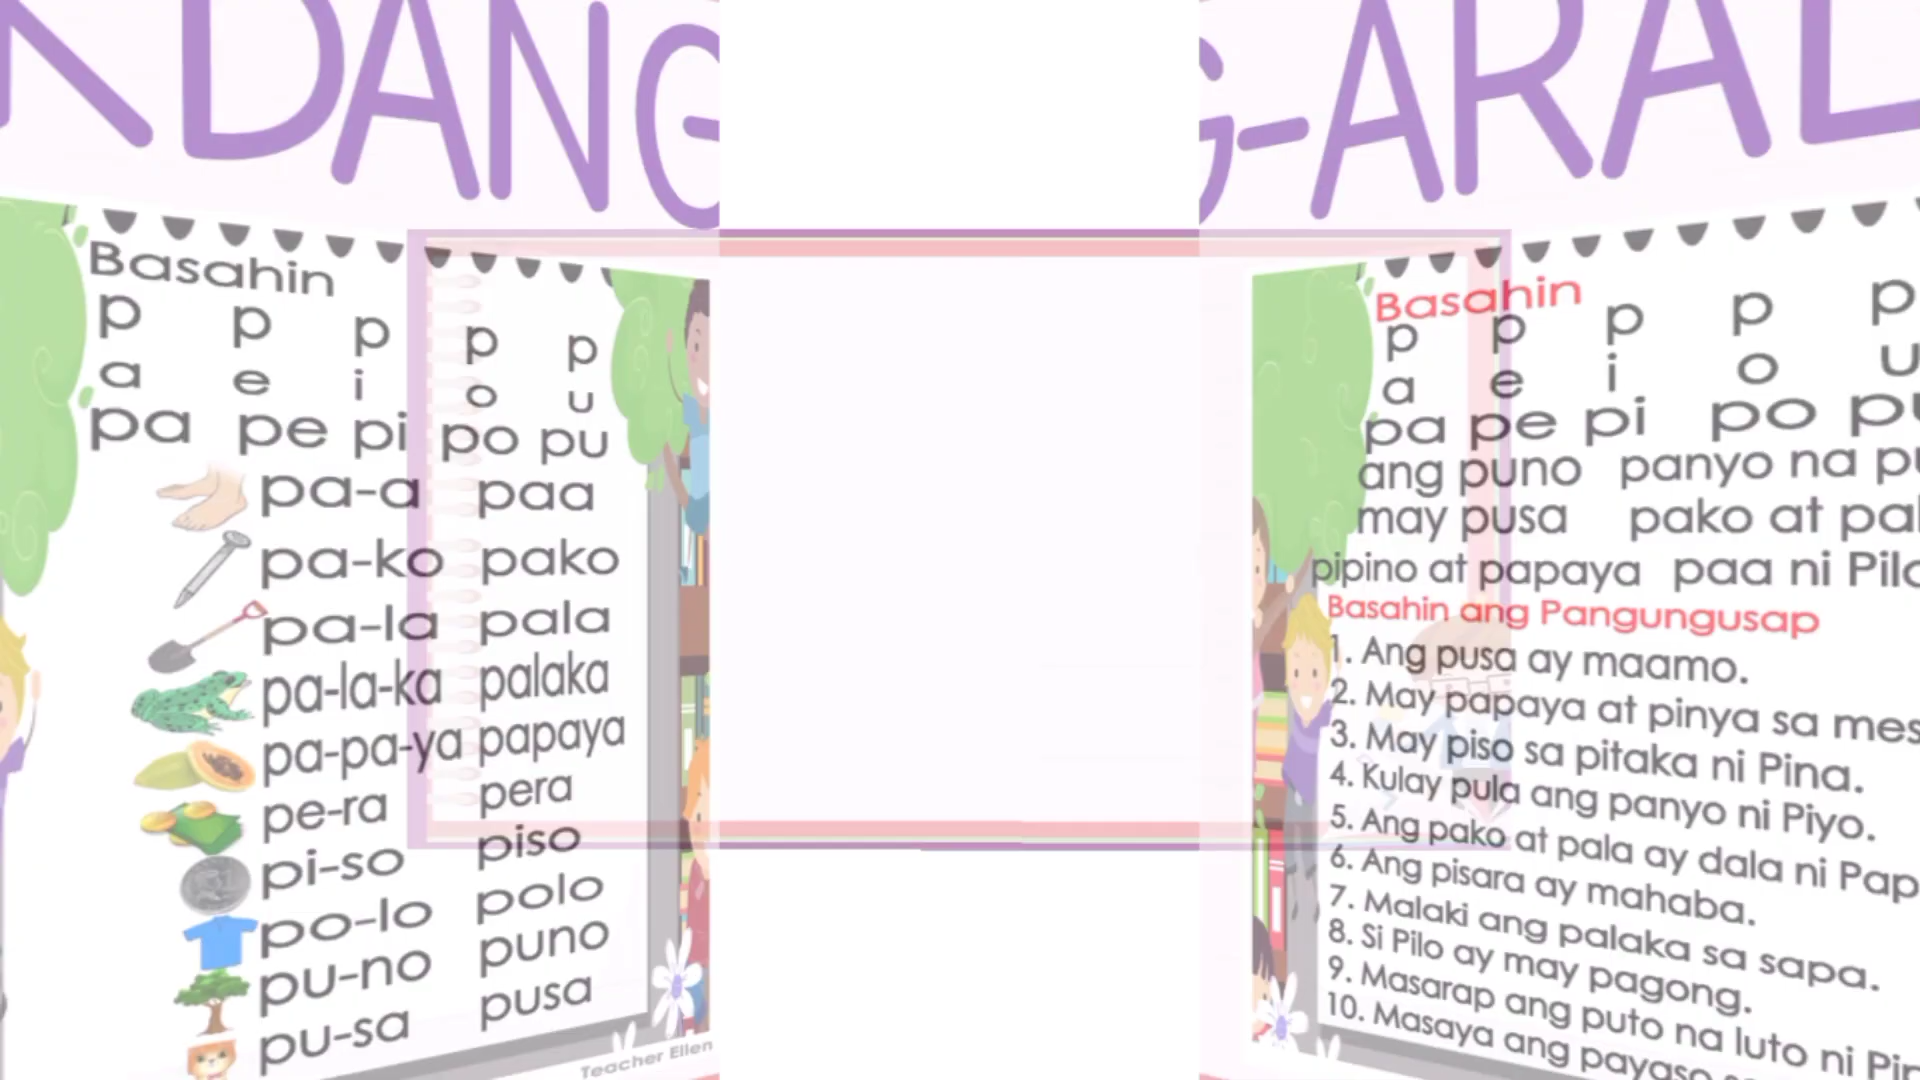 DANG
G-ARAL
Basahin
p p p p p
a e i o u
pa pe pi po pu
pa-a paa
pa-ko pako
pa-la pala
pa-la-ka palaka
pa-pa-ya papaya
pe-ra pera
pi-so piso
po-lo polo
pu-no puno
pu-sa pusa
Teacher Ellen
Basahin
p p p p p
a e i o u
pa pe pi po pu
ang puno panyo na
may pusa pako at
pipino at papaya paa ni
Basahin ang Pangungusap
1. Ang pusa ay maamo.
2. May papaya at pinya sa
3. May piso sa pitaka ni Pina.
4. Kulay pula ang panyo ni Piyo.
5. Ang pako at pala ay dala ni
6. Ang pisara ay mahaba.
7. Malaki ang palaka sa sapa.
8. Si Pilo ay may pagong.
9. Masarap ang puto na luto ni
10. Masaya ang